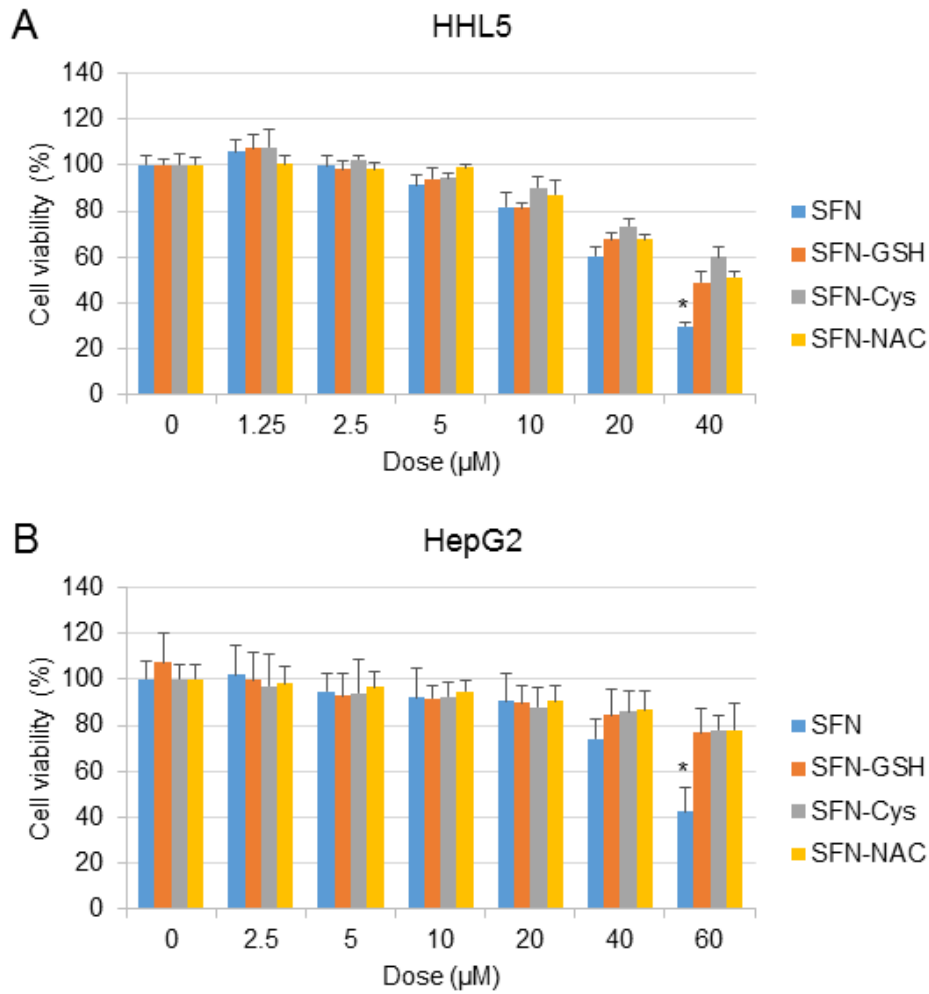 A
HHL5
140
120
100
80
60
40
20
0
Cell viability (%)
*
0 1.25 2.5 5 10 20 40
Dose (µM)
SFN
SFN-GSH
SFN-Cys
SFN-NAC
B
HepG2
140
120
100
80
60
40
20
0
Cell viability (%)
*
0 2.5 5 10 20 40 60
Dose (µM)
SFN
SFN-GSH
SFN-Cys
SFN-NAC